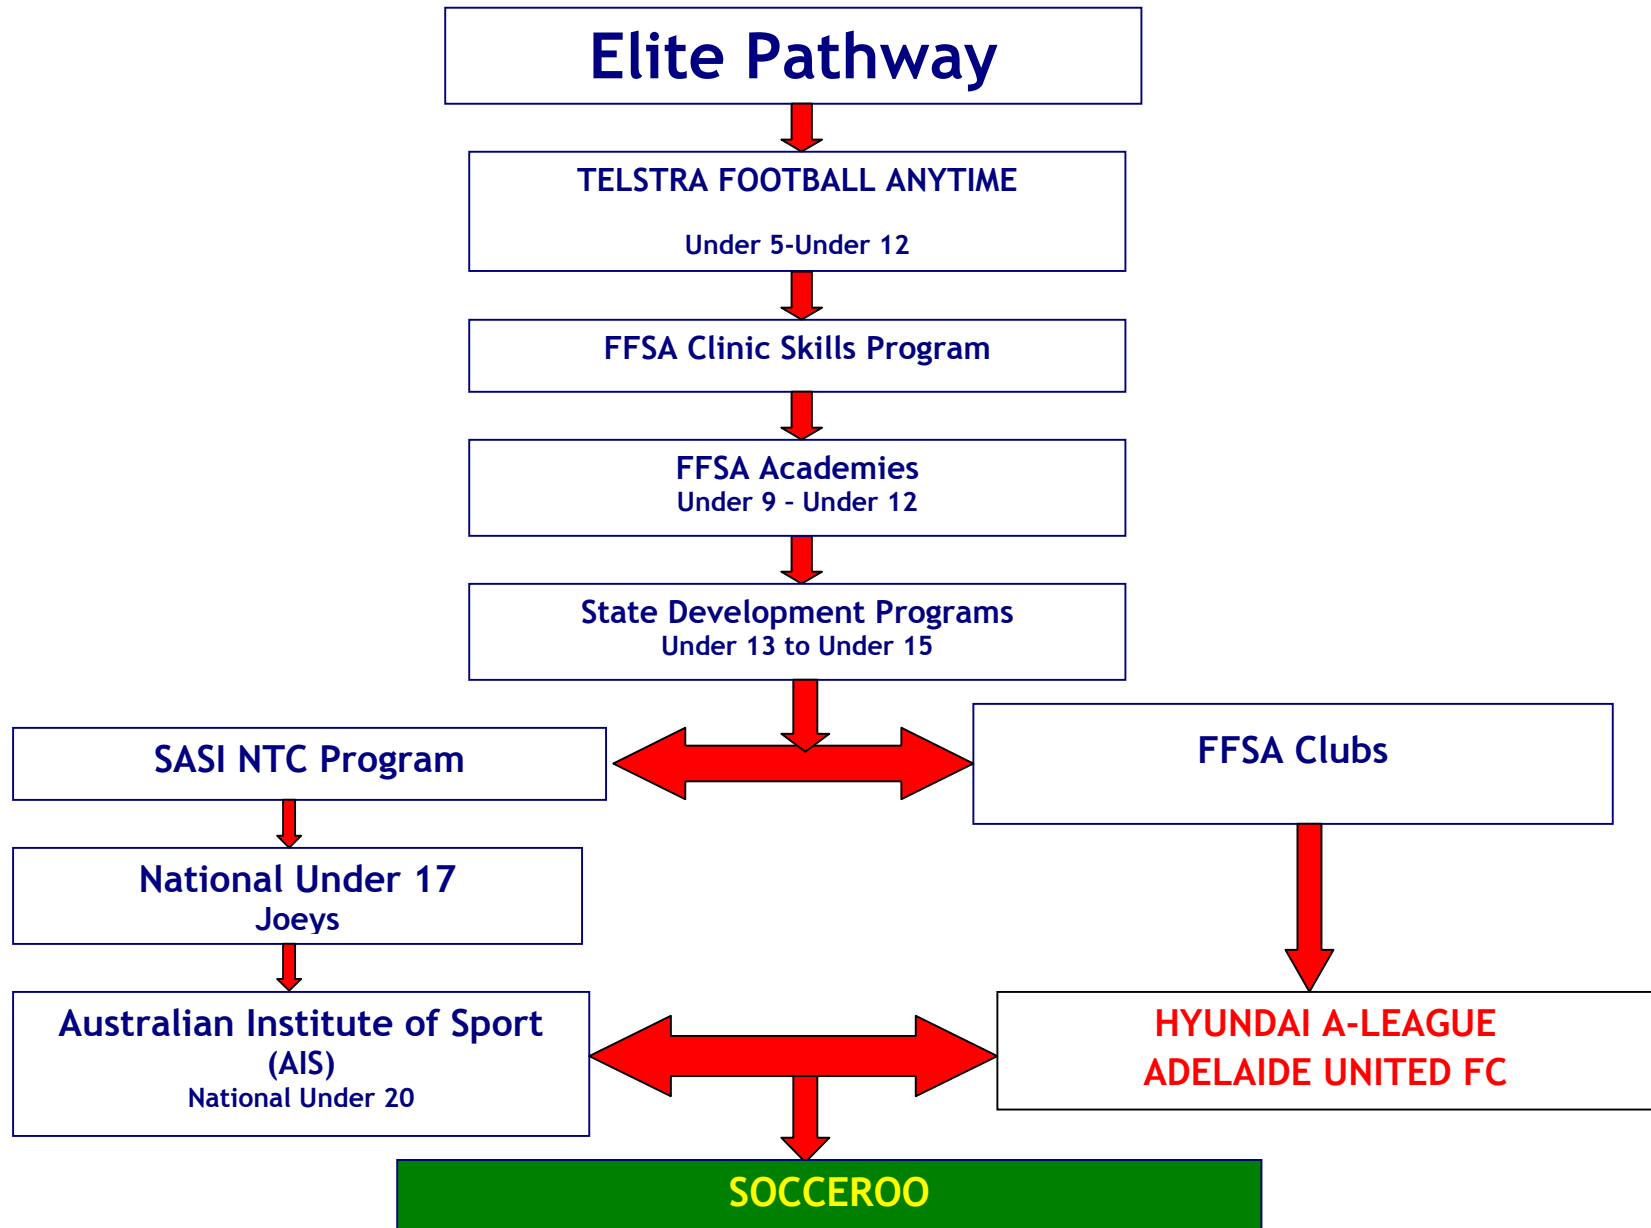 Elite Pathway
TELSTRA FOOTBALL ANYTIME
Under 5-Under 12
FFSA Clinic Skills Program
FFSA Academies
Under 9 – Under 12
State Development Programs
Under 13 to Under 15
SASI NTC Program
FFSA Clubs
National Under 17
Joeys
Australian Institute of Sport
(AIS)
National Under 20
HYUNDAI A-LEAGUE
ADELAIDE UNITED FC
SOCCEROO